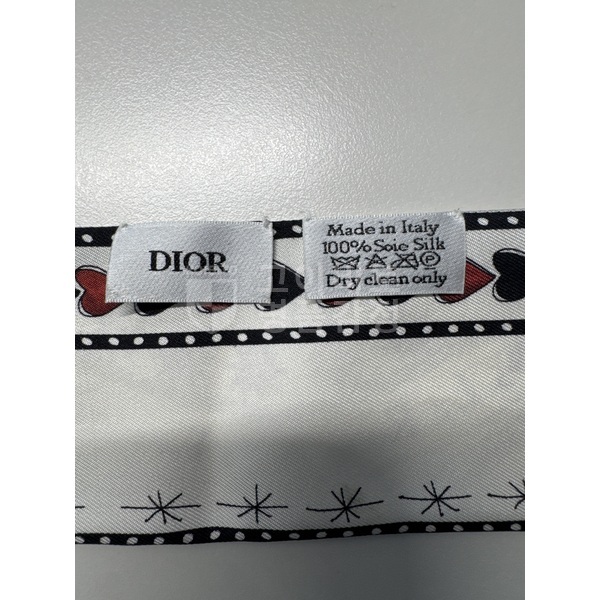 DIOR
Made in Italy
100% Soie Silk
Dry clean only